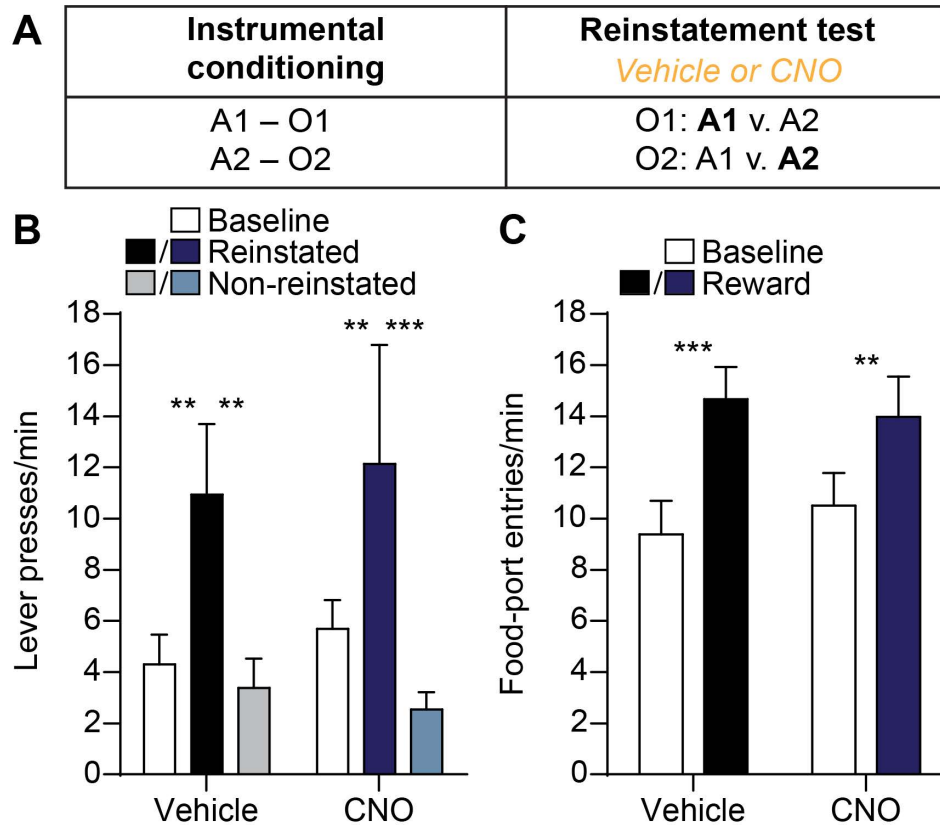 A
Instrumental
conditioning
Reinstatement test
Vehicle or CNO
A1 – O1
A2 – O2
O1: A1 v. A2
O2: A1 v. A2
B
Baseline
/ Reinstated
/ Non-reinstated
Lever presses/min
18
16
14
12
10
8
6
4
2
0
** **
** ***
Vehicle
CNO
C
Baseline
/ Reward
Food-port entries/min
18
16
14
12
10
8
6
4
2
0
***
**
Vehicle
CNO